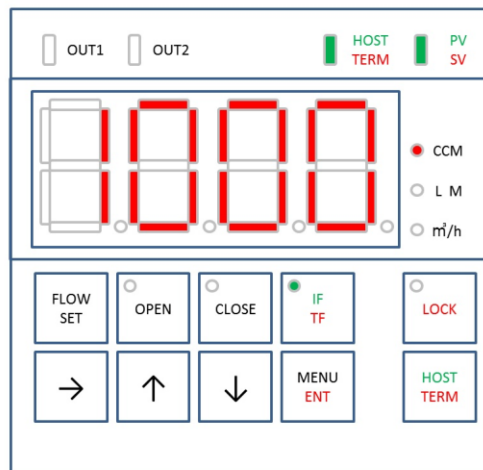 OUT1 OUT2 HOST PV
TERM SV
1000
CCM
L M
㎥/h
FLOW
SET
OPEN
CLOSE
IF
TF
LOCK
→
↑
↓
MENU
ENT
HOST
TERM